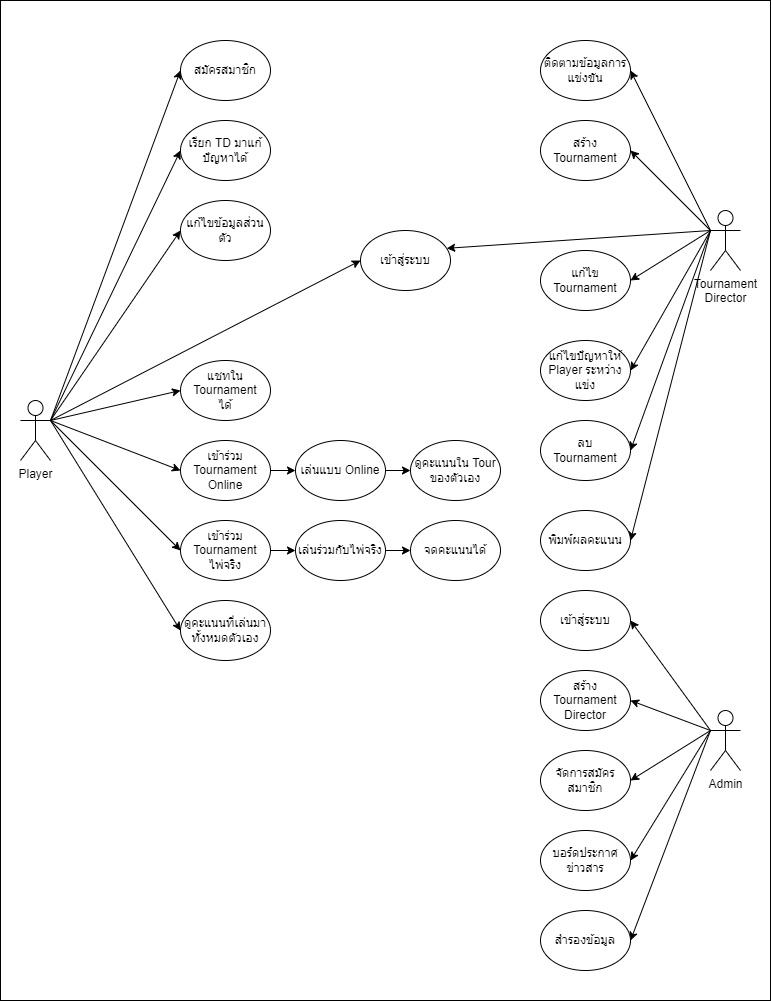 สมัครสมาชิก
เรียก TD มาแก้
ปัญหาได้
แก้ไขข้อมูลส่วน
ตัว
เข้าสู่ระบบ
แชทใน
Tournament
ได้
Player
เข้าร่วม
Tournament
Online
เล่นแบบ Online
ดูคะแนนใน Tour
ของตัวเอง
เข้าร่วม
Tournament
ไพ่จริง
เล่นร่วมกับไพ่จริง
จดคะแนนได้
ดูคะแนนที่เล่นมา
ทั้งหมดตัวเอง
ติดตามข้อมูลการ
แข่งขัน
สร้าง
Tournament
แก้ไข
Tournament
Tournament
Director
แก้ไขปัญหาให้
Player ระหว่าง
แข่ง
ลบ
Tournament
พิมพ์ผลคะแนน
เข้าสู่ระบบ
สร้าง
Tournament
Director
จัดการสมัคร
สมาชิก
Admin
บอร์ดประกาศ
ข่าวสาร
สำรองข้อมูล